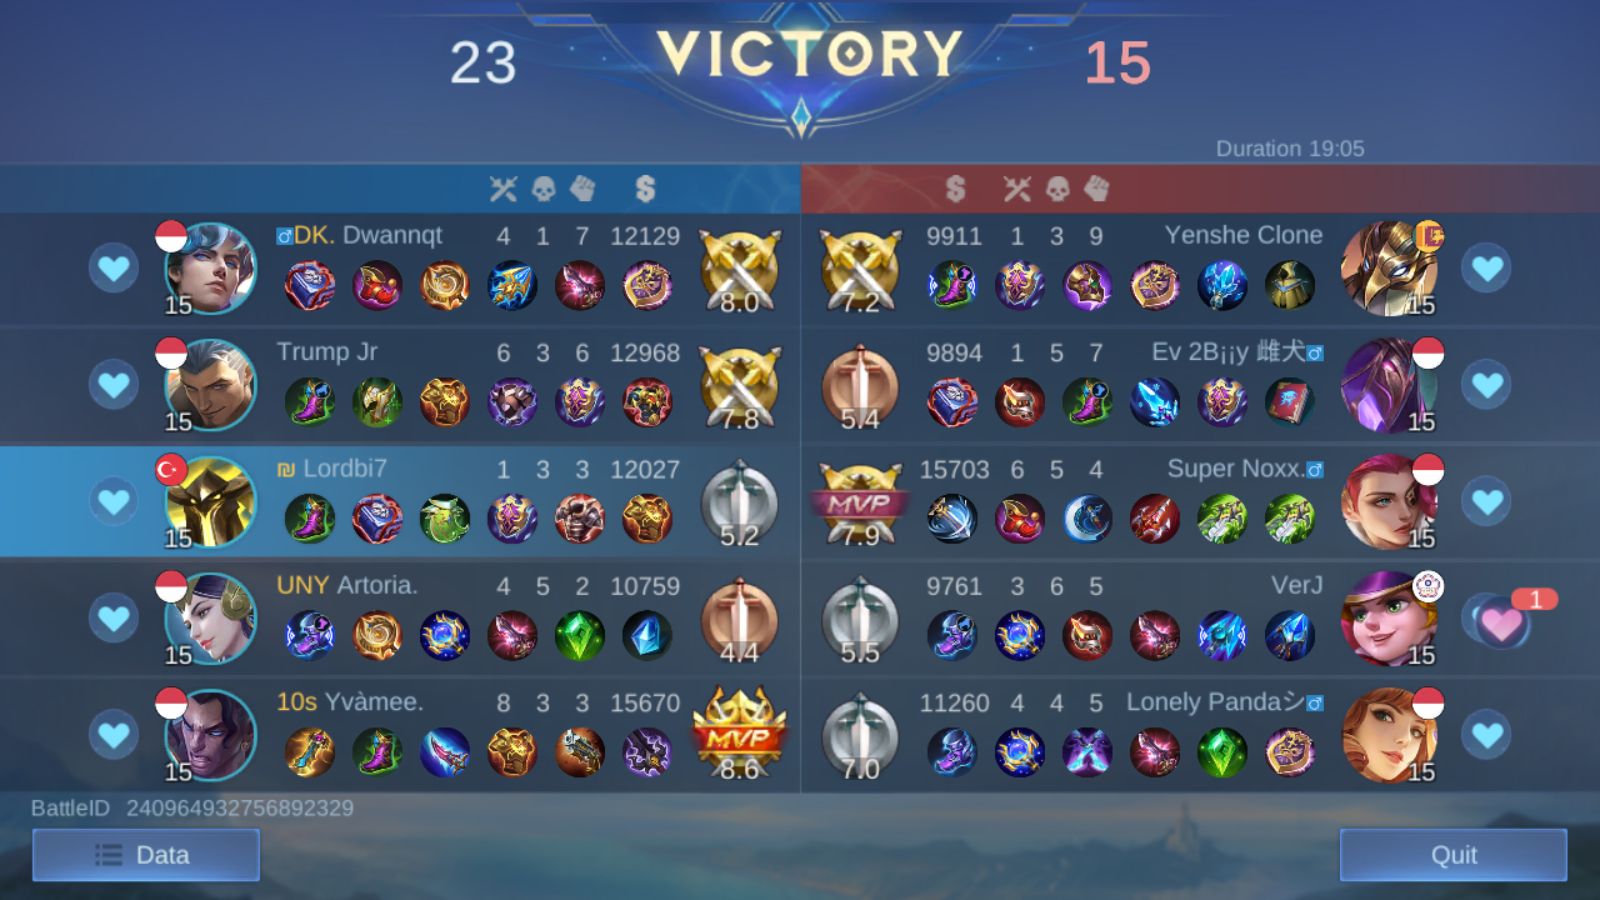 23 VICTORY 15
Duration 19:05
♂DK. Dwannqt 4 1 7 12129
15 8.0
9911 1 3 9 Yenshe Clone
7.2 15
Trump Jr 6 3 6 12968
15 7.8
9894 1 5 7 Ev 2B¡¡y 雌犬♂
5.4 15
₪ Lordbi7 1 3 3 12027
15 5.2
15703 6 5 4 Super Noxx.♂
MVP
7.9 15
UNY Artoria. 4 5 2 10759
15 4.4
9761 3 6 5 VerJ
1
5.5 15
10s Yvàmee. 8 3 3 15670
MVP
15 8.6
11260 4 4 5 Lonely Pandaシ♂
7.0 15
BattleID 240964932756892329
Data
Quit